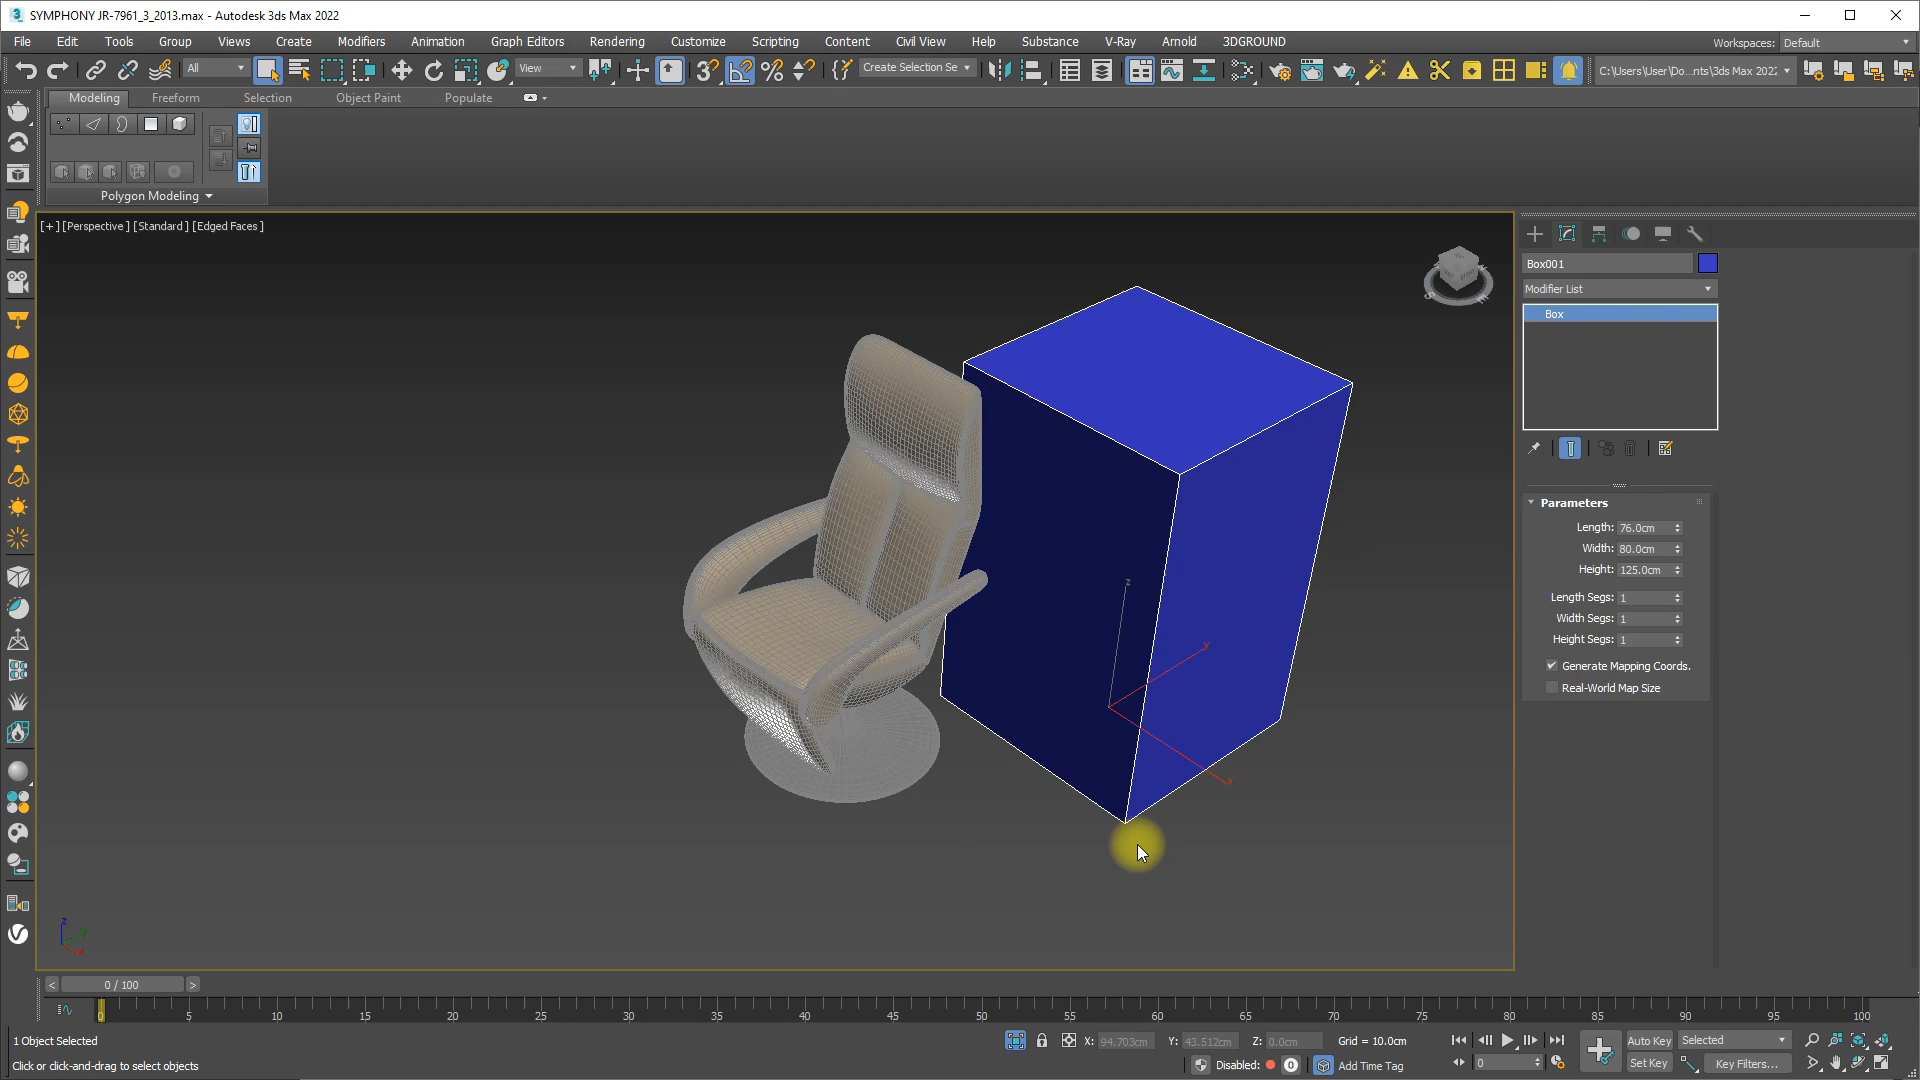 SYMPHONY JR-7961_3_2013.max - Autodesk 3ds Max 2022
File Edit Tools Group Views Create Modifiers Animation Graph Editors Rendering Customize Scripting Content Civil View Help Substance V-Ray Arnold 3DGROUND
Workspaces: Default
All View Create Selection Se C:\Users\User\Do...nts\3ds Max 2022
Modeling Freeform Selection Object Paint Populate
Polygon Modeling
[+] [Perspective ] [Standard ] [Edged Faces ]
Box001
Modifier List
Box
Parameters
Length: 76.0cm
Width: 80.0cm
Height: 125.0cm
Length Segs: 1
Width Segs: 1
Height Segs: 1
Generate Mapping Coords.
Real-World Map Size
z
y
x
z
y
x
< 0 / 100 >
0 5 10 15 20 25 30 35 40 45 50 55 60 65 70 75 80 85 90 95 100
1 Object Selected X: 94.703cm Y: 43.512cm Z: 0.0cm Grid = 10.0cm Auto Key Selected
Click or click-and-drag to select objects Disabled: 0 Add Time Tag 0 Set Key Key Filters...